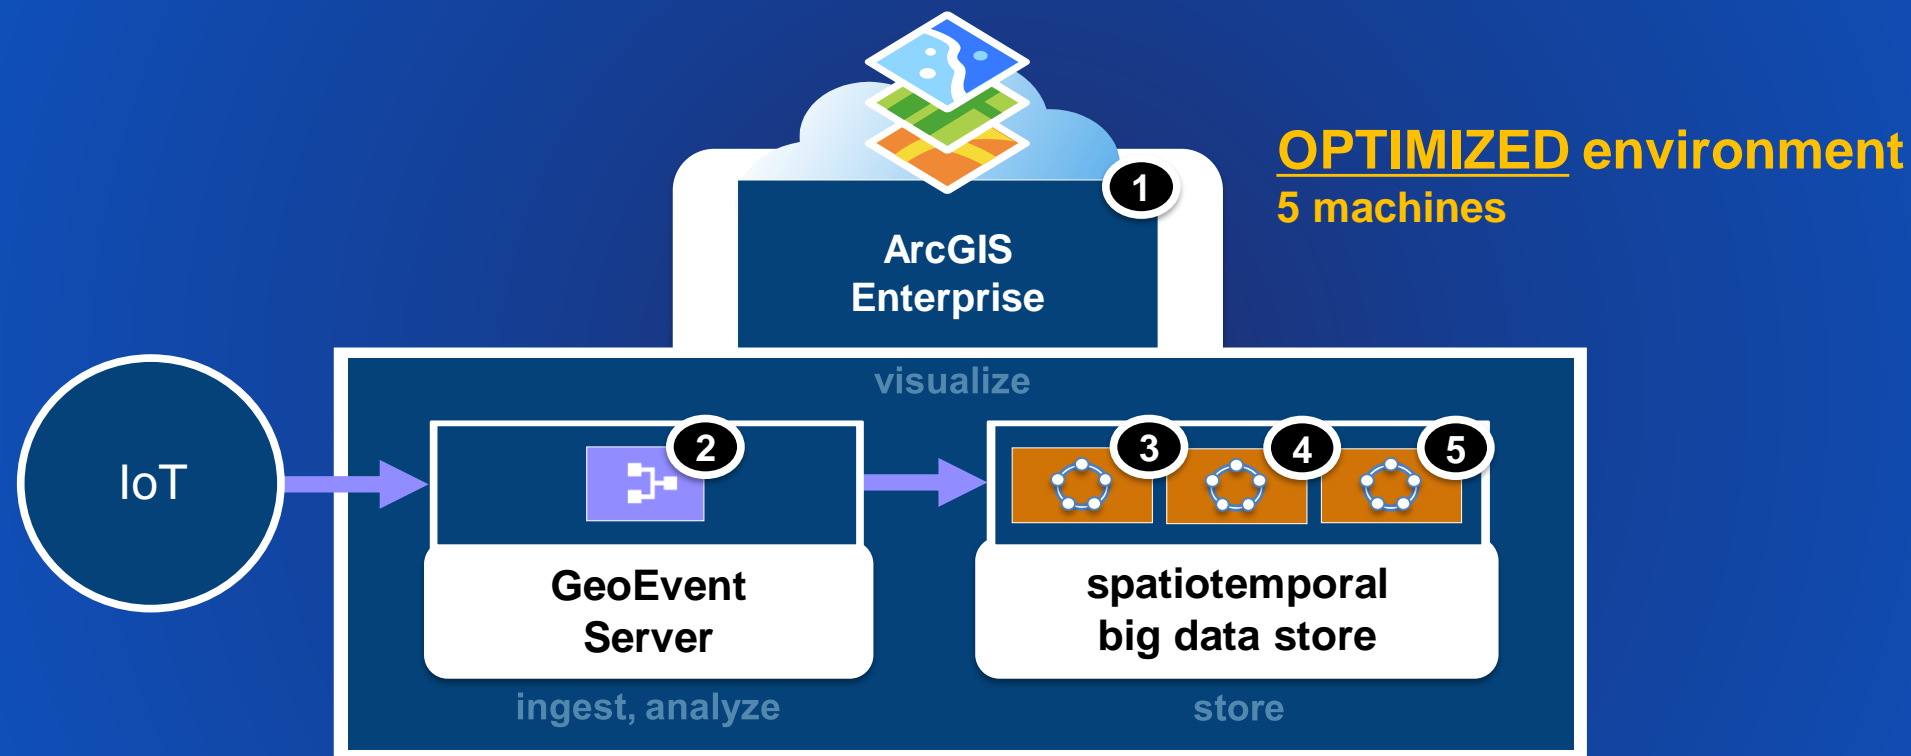 OPTIMIZED environment
5 machines
1
ArcGIS
Enterprise
visualize
IoT
2
3
4
5
GeoEvent
Server
spatiotemporal
big data store
ingest, analyze
store